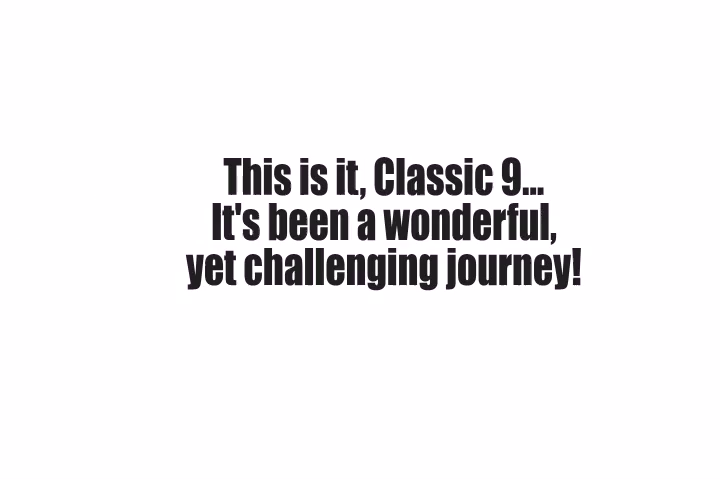 This is it, Classic 9...
It's been a wonderful,
yet challenging journey!